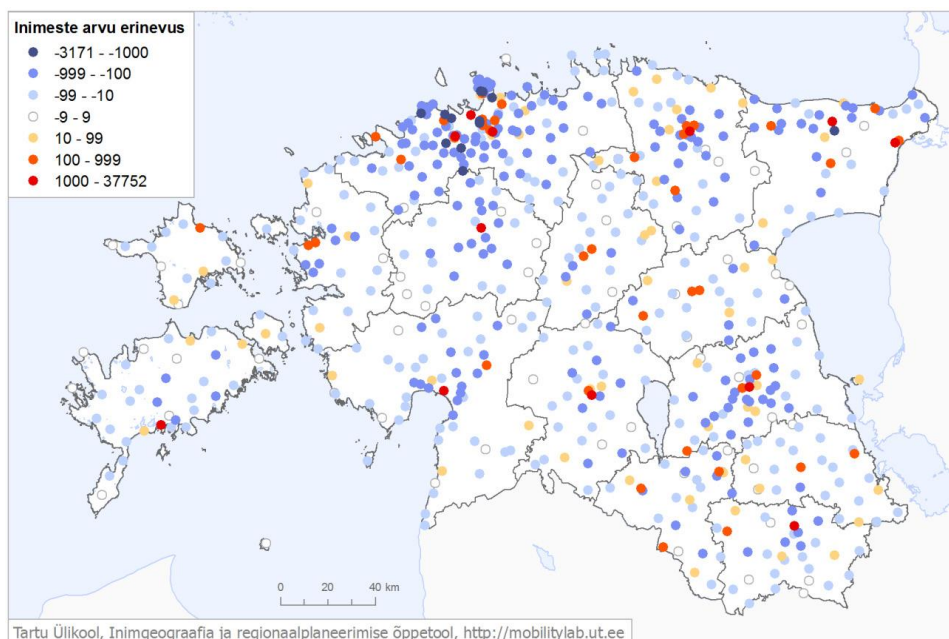 Inimeste arvu erinevus
-3171 - -1000
-999 - -100
-99 - -10
-9 - 9
10 - 99
100 - 999
1000 - 37752
0 20 40 km
Tartu Ülikool, Inimgeograafia ja regionaalplaneerimise õppetool, http://mobilitylab.ut.ee